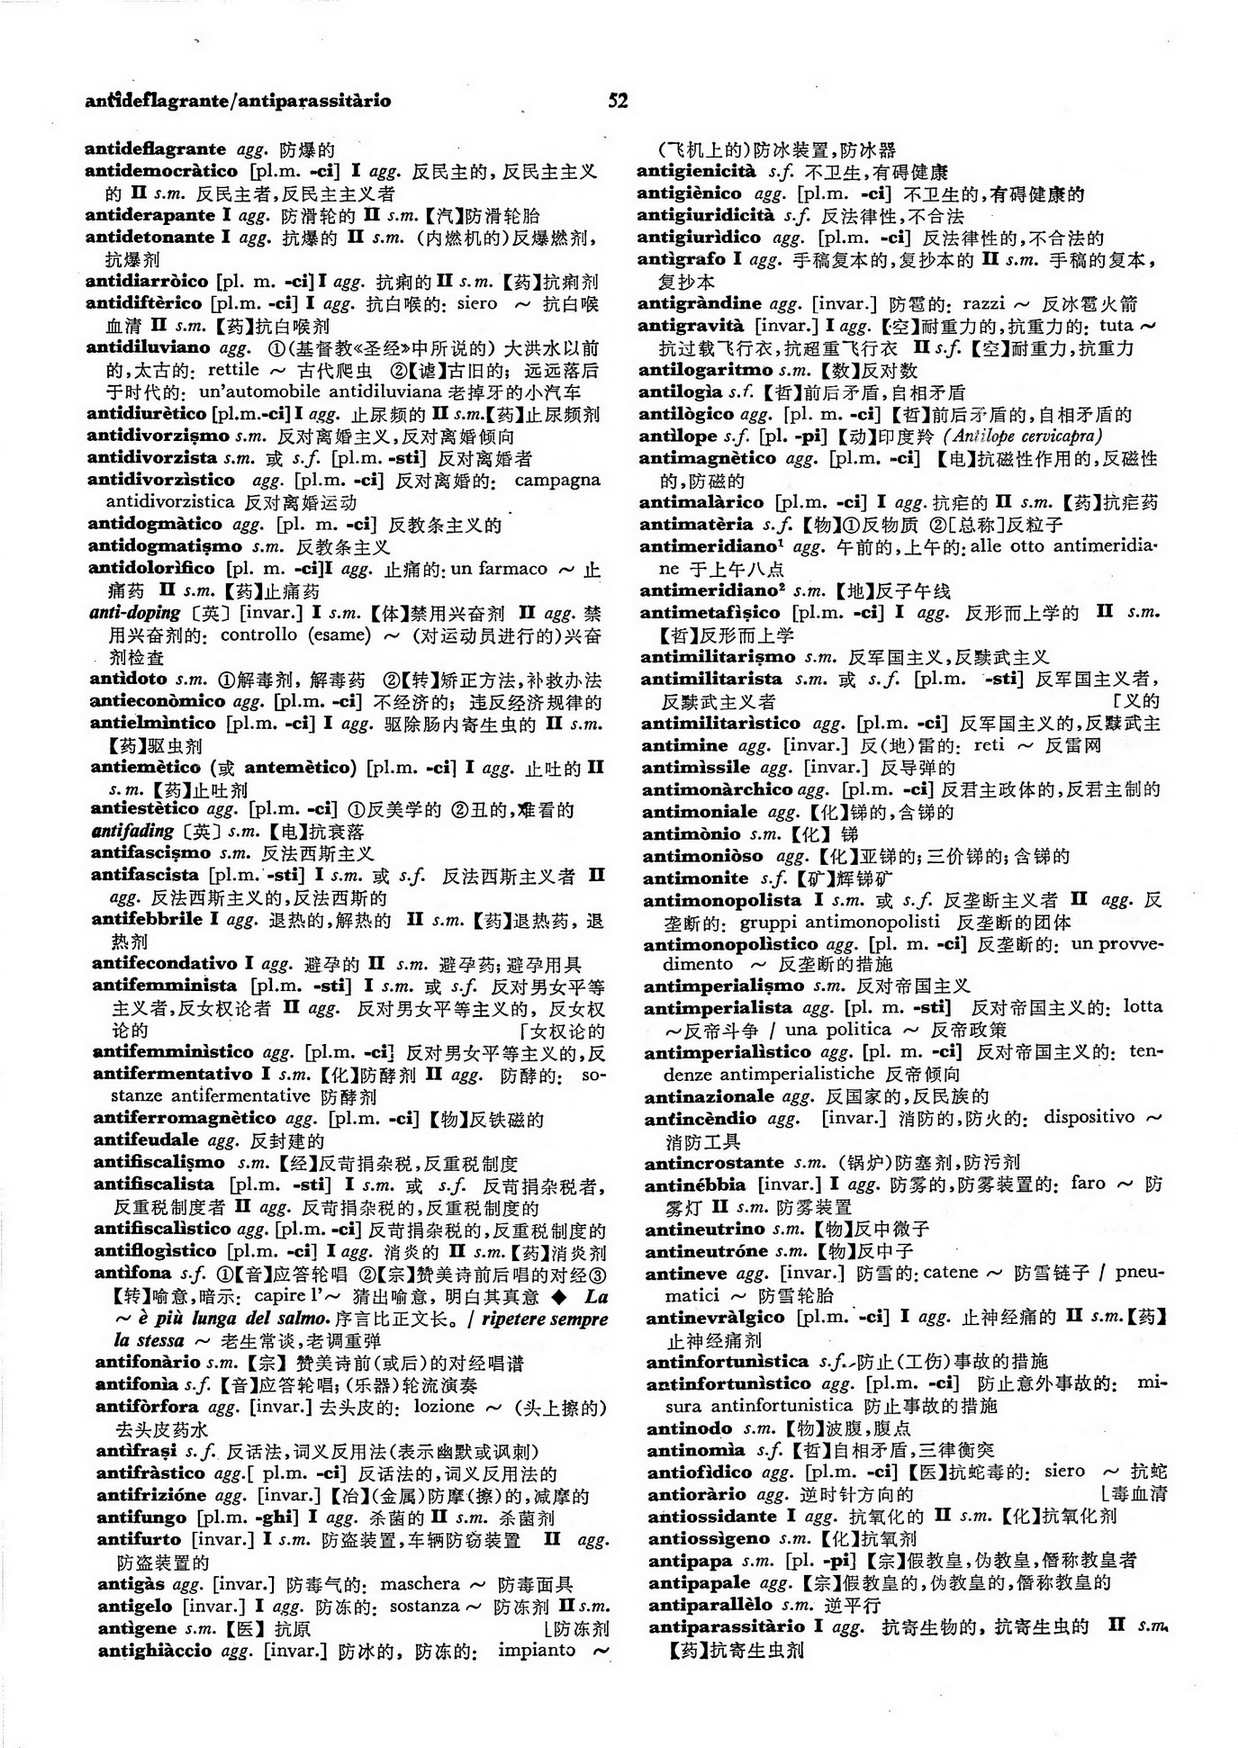 antideflagrante/antiparassitàrio
52
antideflagrante agg. 防爆的
antidemocràtico [pl.m. -ci] I agg. 反民主的, 反民主主义
的 II s.m. 反民主者,反民主主义者
antiderapante I agg. 防滑轮的 II s.m.【汽】防滑轮胎
antidetonante I agg. 抗爆的 II s.m. (内燃机的)反爆燃剂,
抗爆剂
antidiarròico [pl. m. -ci] I agg. 抗痢的 II s.m.【药】抗痢剂
antidiftèrico [pl.m. -ci] I agg. 抗白喉的: siero ～ 抗白喉
血清 II s.m.【药】抗白喉剂
antidiluviano agg. ①(基督教《圣经》中所说的) 大洪水以前
的,太古的: rettile ～ 古代爬虫 ②【谑】古旧的; 远远落后
于时代的: un'automobile antidiluviana 老掉牙的小汽车
antidiurètico [pl.m.-ci] I agg. 止尿频的 II s.m.【药】止尿频剂
antidivorzişmo s.m. 反对离婚主义,反对离婚倾向
antidivorzista s.m. 或 s.f. [pl.m. -sti] 反对离婚者
antidivorzìstico agg. [pl.m. -ci] 反对离婚的: campagna
antidivorzistica 反对离婚运动
antidogmàtico agg. [pl. m. -ci] 反教条主义的
antidogmatişmo s.m. 反教条主义
antidolorìfico [pl. m. -ci]I agg. 止痛的: un farmaco ～ 止
痛药 II s.m.【药】止痛药
anti-doping〔英〕[invar.] I s.m.【体】禁用兴奋剂 II agg. 禁
用兴奋剂的: controllo (esame) ～ (对运动员进行的)兴奋
剂检查
antìdoto s.m. ①解毒剂, 解毒药 ②【转】矫正方法,补救办法
antieconòmico agg. [pl.m. -ci] 不经济的; 违反经济规律的
antielmìntico [pl.m. -ci] I agg. 驱除肠内寄生虫的 II s.m.
【药】驱虫剂
antiemètico (或 antemètico) [pl.m. -ci] I agg. 止吐的 II
s.m.【药】止吐剂
antiestètico agg. [pl.m. -ci] ①反美学的 ②丑的,难看的
antifading〔英〕s.m.【电】抗衰落
antifascişmo s.m. 反法西斯主义
antifascista [pl.m. -sti] I s.m. 或 s.f. 反法西斯主义者 II
agg. 反法西斯主义的,反法西斯的
antifebbrile I agg. 退热的,解热的 II s.m.【药】退热药, 退
热剂
antifecondativo I agg. 避孕的 II s.m. 避孕药;避孕用具
antifemminista [pl.m. -sti] I s.m. 或 s.f. 反对男女平等
主义者,反女权论者 II agg. 反对男女平等主义的, 反女权
论的 ｢女权论的
antifemminìstico agg. [pl.m. -ci] 反对男女平等主义的,反
antifermentativo I s.m.【化】防酵剂 II agg. 防酵的: so-
stanze antifermentative 防酵剂
antiferromagnètico agg. [pl.m. -ci]【物】反铁磁的
antifeudale agg. 反封建的
antifiscalişmo s.m.【经】反苛捐杂税,反重税制度
antifiscalista [pl.m. -sti] I s.m. 或 s.f. 反苛捐杂税者,
反重税制度者 II agg. 反苛捐杂税的,反重税制度的
antifiscalìstico agg. [pl.m. -ci] 反苛捐杂税的,反重税制度的
antiflogìstico [pl.m. -ci] I agg. 消炎的 II s.m.【药】消炎剂
antìfona s.f. ①【音】应答轮唱 ②【宗】赞美诗前后唱的对经③
【转】喻意,暗示: capire l'～ 猜出喻意, 明白其真意 ◆ La
～ è più lunga del salmo. 序言比正文长。/ ripetere sempre
la stessa ～ 老生常谈,老调重弹
antifonàrio s.m.【宗】赞美诗前(或后)的对经唱谱
antifonìa s.f.【音】应答轮唱; (乐器)轮流演奏
antifòrfora agg. [invar.] 去头皮的: lozione ～ (头上擦的)
去头皮药水
antìfraşi s.f. 反话法,词义反用法(表示幽默或讽刺)
antifràstico agg.[ pl.m. -ci] 反话法的,词义反用法的
antifrizióne agg. [invar.]【冶】(金属)防摩(擦)的,减摩的
antifungo [pl.m. -ghi] I agg. 杀菌的 II s.m. 杀菌剂
antifurto [invar.] I s.m. 防盗装置,车辆防窃装置 II agg.
防盗装置的
antigàs agg. [invar.] 防毒气的: maschera ～ 防毒面具
antigelo [invar.] I agg. 防冻的: sostanza ～ 防冻剂 II s.m.
antìgene s.m.【医】抗原 ⌊防冻剂
antighiàccio agg. [invar.] 防冰的, 防冻的: impianto ～
(飞机上的)防冰装置,防冰器
antigienicità s.f. 不卫生,有碍健康
antigiènico agg. [pl.m. -ci] 不卫生的,有碍健康的
antigiuridicità s.f. 反法律性,不合法
antigiurìdico agg. [pl.m. -ci] 反法律性的,不合法的
antìgrafo I agg. 手稿复本的,复抄本的 II s.m. 手稿的复本,
复抄本
antigràndine agg. [invar.] 防雹的: razzi ～ 反冰雹火箭
antigravità [invar.] I agg.【空】耐重力的,抗重力的: tuta ～
抗过载飞行衣,抗超重飞行衣 II s.f.【空】耐重力,抗重力
antilogaritmo s.m.【数】反对数
antilogìa s.f.【哲】前后矛盾,自相矛盾
antilògico agg. [pl. m. -ci]【哲】前后矛盾的,自相矛盾的
antìlope s.f. [pl. -pi]【动】印度羚 (Antilope cervicapra)
antimagnètico agg. [pl.m. -ci] 【电】抗磁性作用的,反磁性
的,防磁的
antimalàrico [pl.m. -ci] I agg. 抗疟的 II s.m.【药】抗疟药
antimatèria s.f.【物】①反物质 ②[总称]反粒子
antimeridiano¹ agg. 午前的,上午的: alle otto antimeridia-
ne 于上午八点
antimeridiano² s.m.【地】反子午线
antimetafìşico [pl.m. -ci] I agg. 反形而上学的 II s.m.
【哲】反形而上学
antimilitarişmo s.m. 反军国主义,反黩武主义
antimilitarista s.m. 或 s.f. [pl.m. -sti] 反军国主义者,
反黩武主义者 ｢义的
antimilitarìstico agg. [pl.m. -ci] 反军国主义的,反黩武主
antimine agg. [invar.] 反(地)雷的: reti ～ 反雷网
antimìssile agg. [invar.] 反导弹的
antimonàrchico agg. [pl.m. -ci] 反君主政体的,反君主制的
antimoniale agg.【化】锑的,含锑的
antimònio s.m.【化】锑
antimoniòso agg.【化】亚锑的;三价锑的;含锑的
antimonite s.f.【矿】辉锑矿
antimonopolista I s.m. 或 s.f. 反垄断主义者 II agg. 反
垄断的: gruppi antimonopolisti 反垄断的团体
antimonopolìstico agg. [pl. m. -ci] 反垄断的: un provve-
dimento ～ 反垄断的措施
antimperialişmo s.m. 反对帝国主义
antimperialista agg. [pl. m. -sti] 反对帝国主义的: lotta
～反帝斗争 / una politica ～ 反帝政策
antimperialìstico agg. [pl. m. -ci] 反对帝国主义的: ten-
denze antimperialistiche 反帝倾向
antinazionale agg. 反国家的,反民族的
antincèndio agg. [invar.] 消防的,防火的: dispositivo ～
消防工具
antincrostante s.m. (锅炉)防塞剂,防污剂
antinébbia [invar.] I agg. 防雾的,防雾装置的: faro ～ 防
雾灯 II s.m. 防雾装置
antineutrino s.m.【物】反中微子
antineutróne s.m.【物】反中子
antineve agg. [invar.] 防雪的: catene ～ 防雪链子 / pneu-
matici ～ 防雪轮胎
antinevràlgico [pl.m. -ci] I agg. 止神经痛的 II s.m.【药】
止神经痛剂
antinfortunìstica s.f. 防止(工伤)事故的措施
antinfortunìstico agg. [pl.m. -ci] 防止意外事故的: mi-
sura antinfortunistica 防止事故的措施
antinodo s.m.【物】波腹,腹点
antinomìa s.f.【哲】自相矛盾,二律衡突
antiofìdico agg. [pl.m. -ci]【医】抗蛇毒的: siero ～ 抗蛇
antioràrio agg. 逆时针方向的 ⌊毒血清
antiossidante I agg. 抗氧化的 II s.m.【化】抗氧化剂
antiossìgeno s.m.【化】抗氧剂
antipapa s.m. [pl. -pi]【宗】假教皇,伪教皇,僭称教皇者
antipapale agg.【宗】假教皇的,伪教皇的,僭称教皇的
antiparallèlo s.m. 逆平行
antiparassitàrio I agg. 抗寄生物的, 抗寄生虫的 II s.m.
【药】抗寄生虫剂